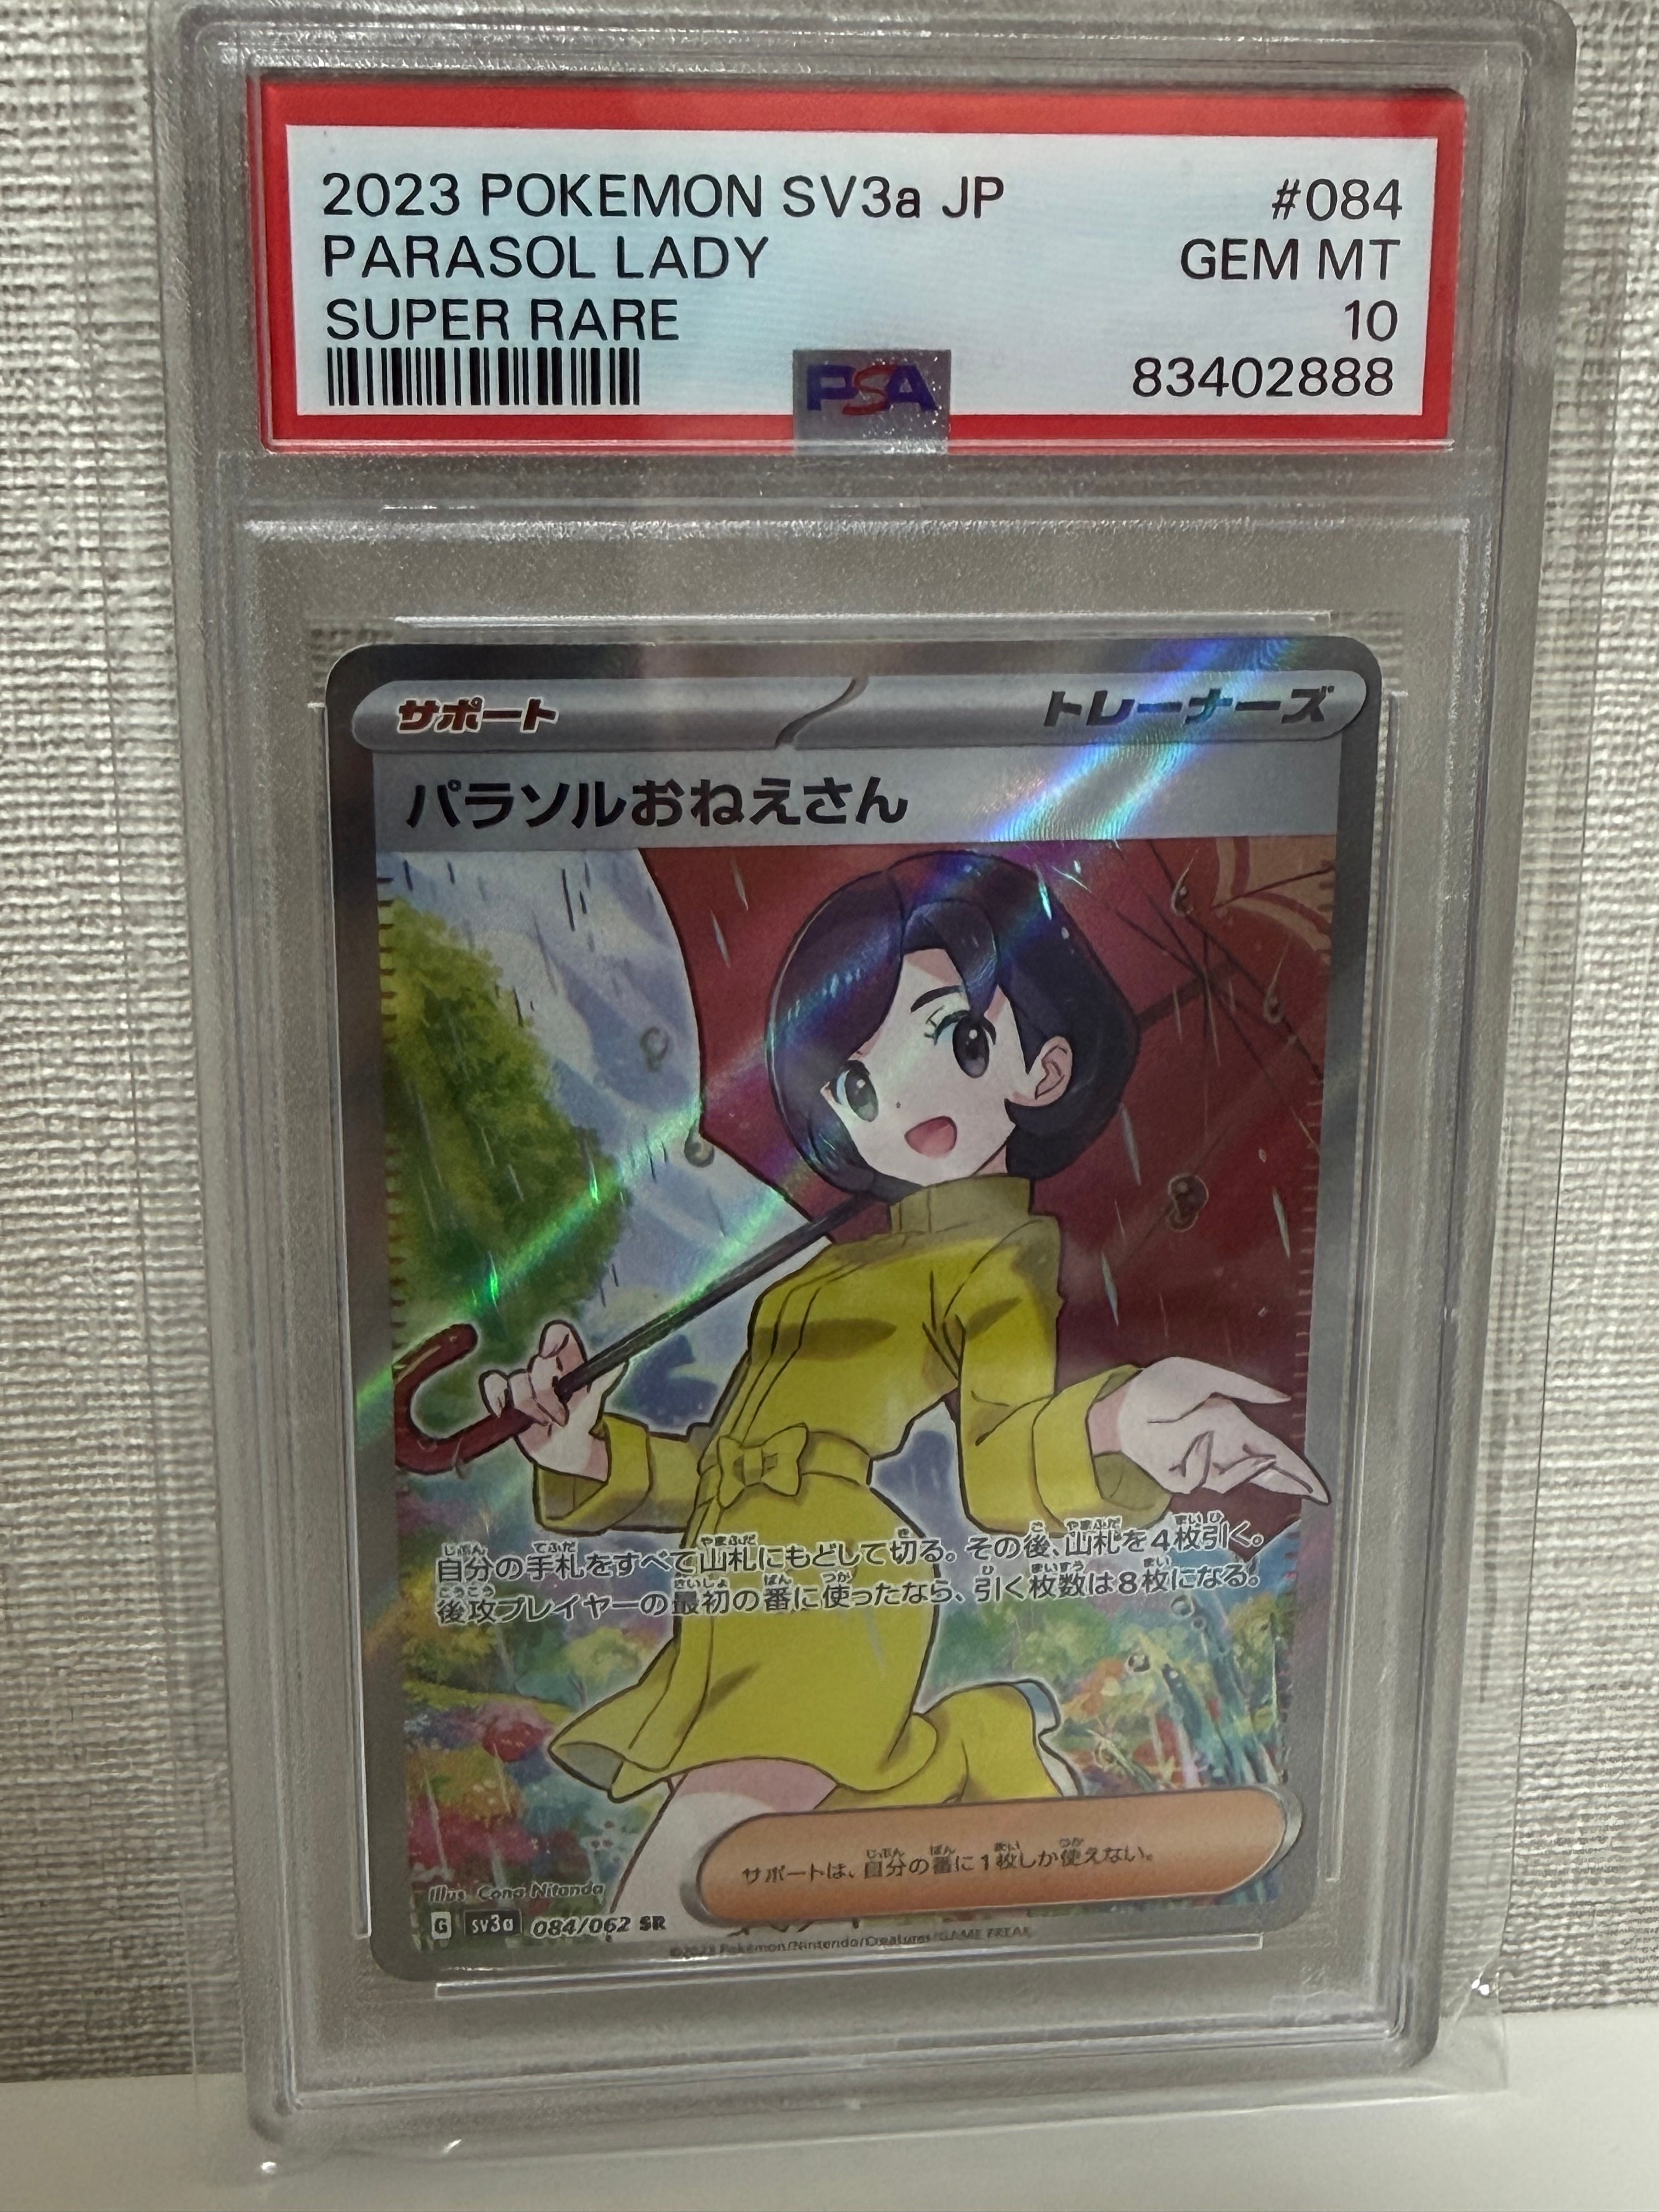 2023 POKEMON SV3a JP #084
PARASOL LADY GEM MT
SUPER RARE 10
PSA 83402888
サポート トレーナーズ
パラソルおねえさん
自分の手札をすべて山札にもどして切る。その後、山札を4枚引く。
後攻プレイヤーの最初の番に使ったなら、引く枚数は8枚になる。
サポートは、自分の番に1枚しか使えない。
Illus. Cona Nitanda
G sv3a 084/062 SR
©2023 Pokémon/Nintendo/Creatures/GAME FREAK